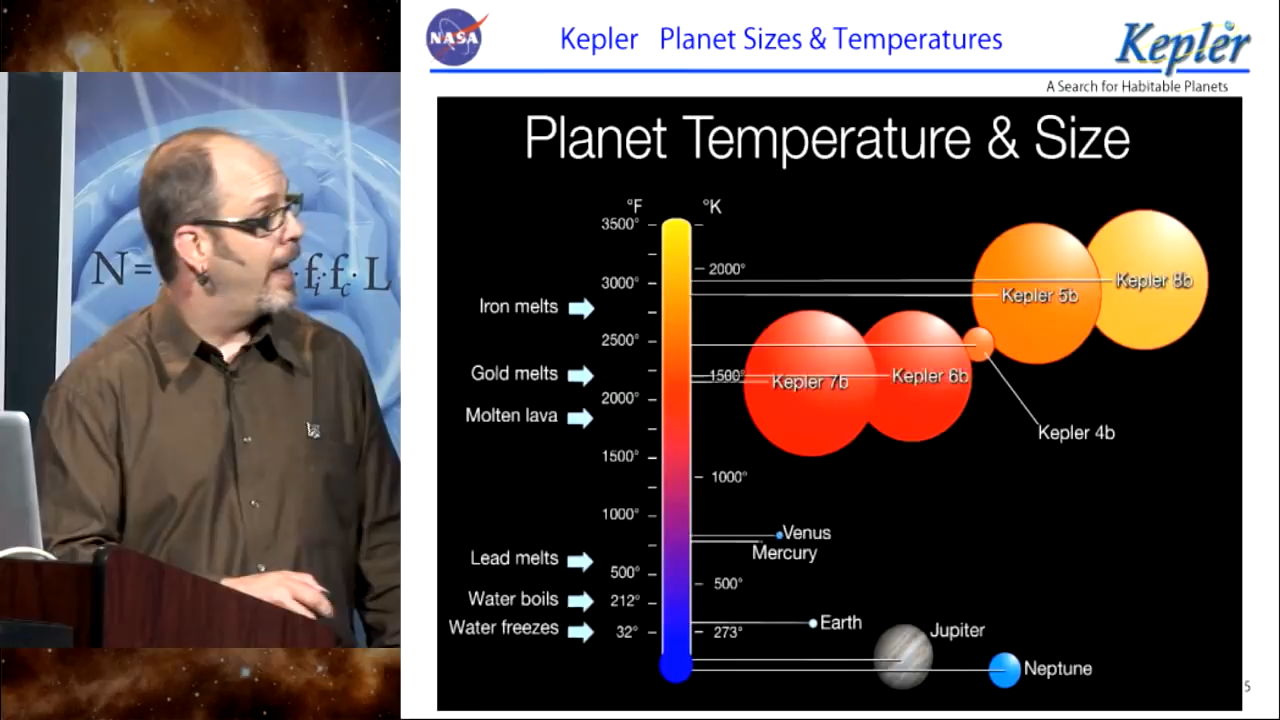 NASA
Kepler Planet Sizes & Temperatures
Kepler
A Search for Habitable Planets
Planet Temperature & Size
°F
°K
3500°
3000°
2500°
2000°
1500°
1000°
500°
212°
32°
2000°
1500°
1000°
500°
273°
Iron melts
Gold melts
Molten lava
Lead melts
Water boils
Water freezes
Kepler 8b
Kepler 5b
Kepler 7b
Kepler 6b
Kepler 4b
Venus
Mercury
Earth
Jupiter
Neptune
5
N=
fᵢ·f꜀·L